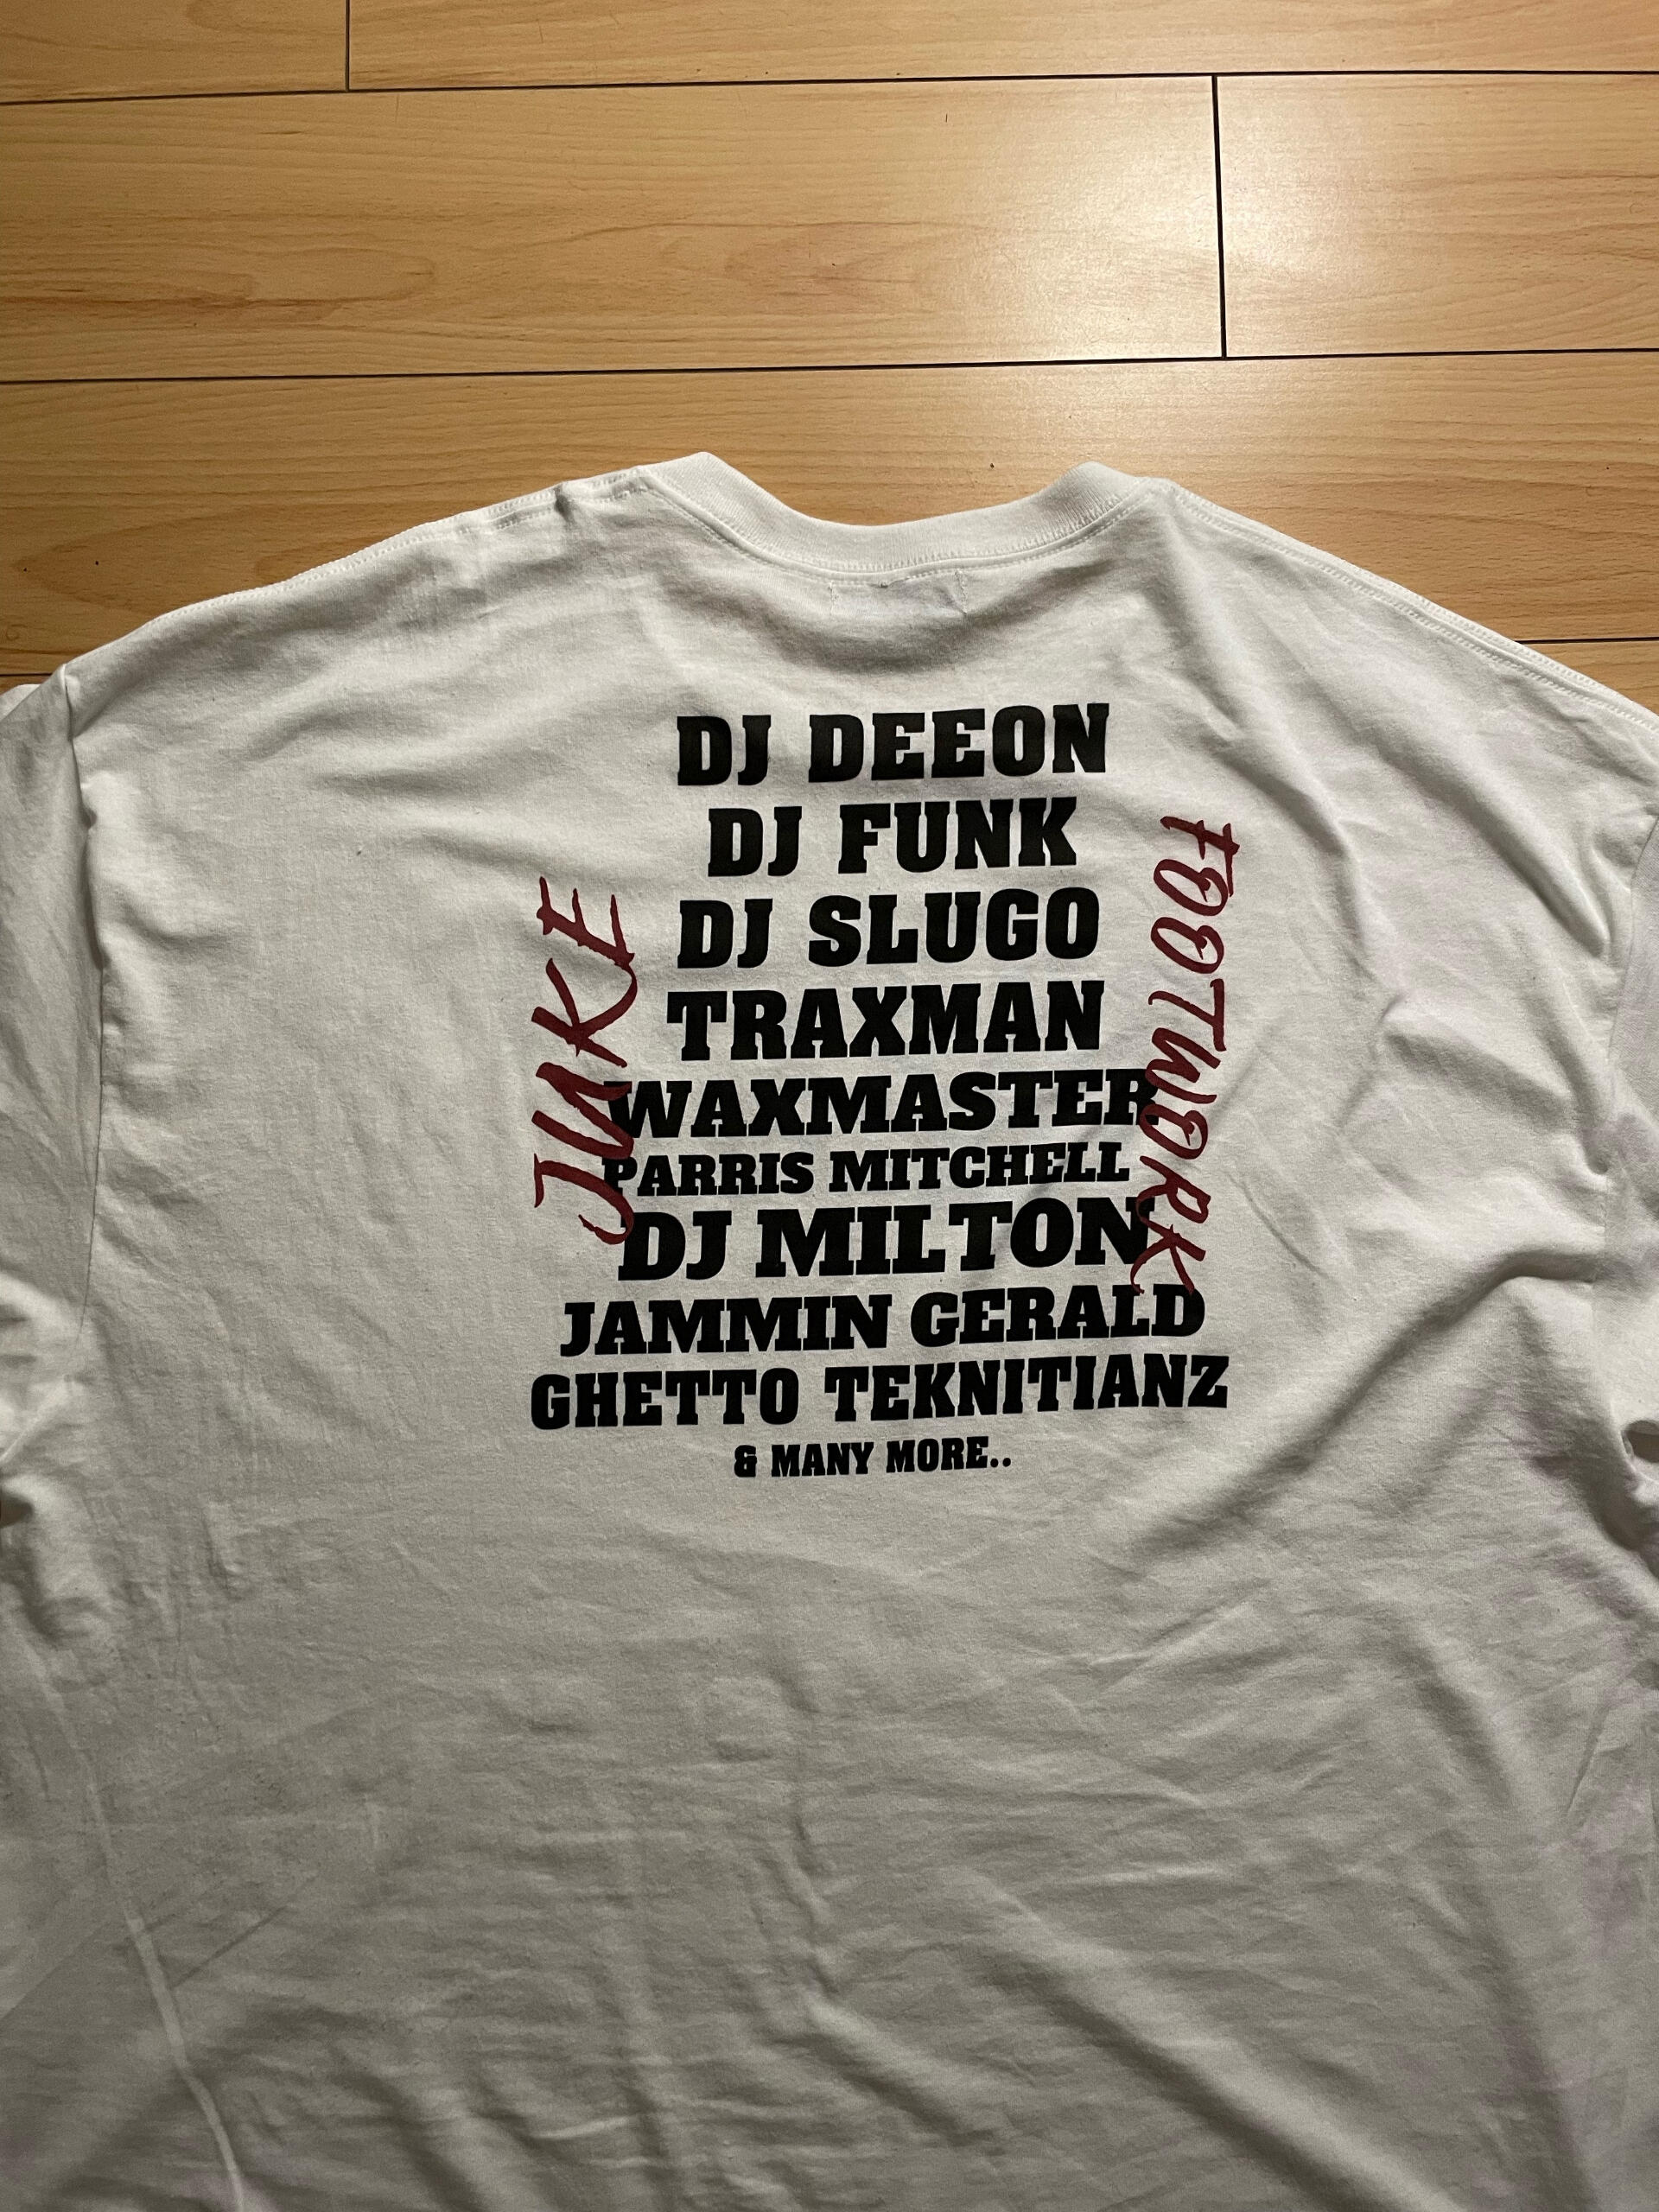 DJ DEEON
DJ FUNK
DJ SLUGO
TRAXMAN
WAXMASTER
PARRIS MITCHELL
DJ MILTON
JAMMIN GERALD
GHETTO TEKNITIANZ
& MANY MORE..
JUKE
FOOTWORK